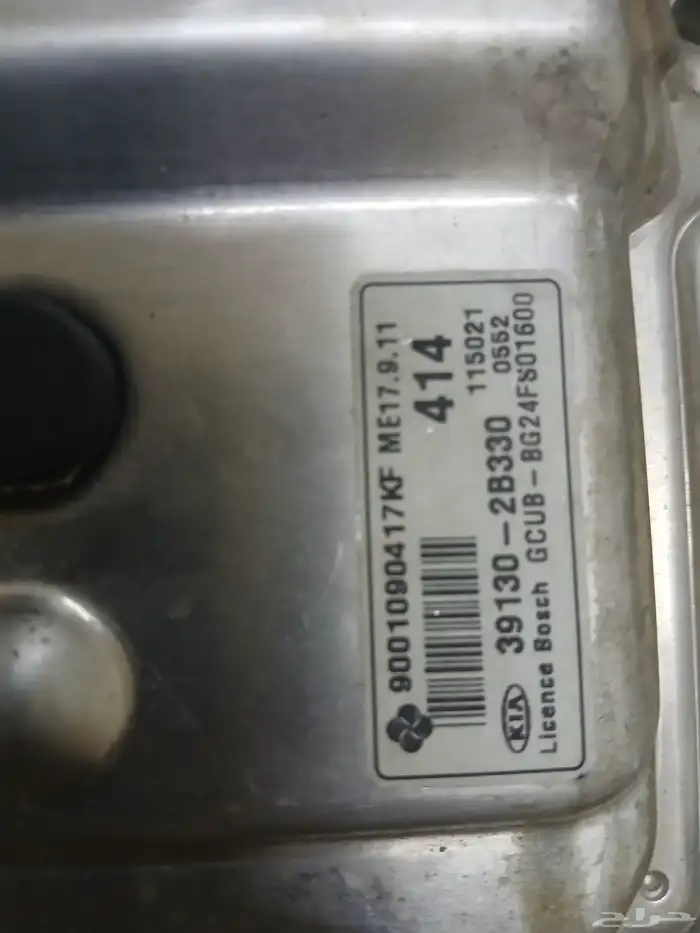 9001090417KF ME17.9.11
414
115021
0552
KIA 39130-2B330
Licence Bosch GCUB-BG24FS01600
حراج